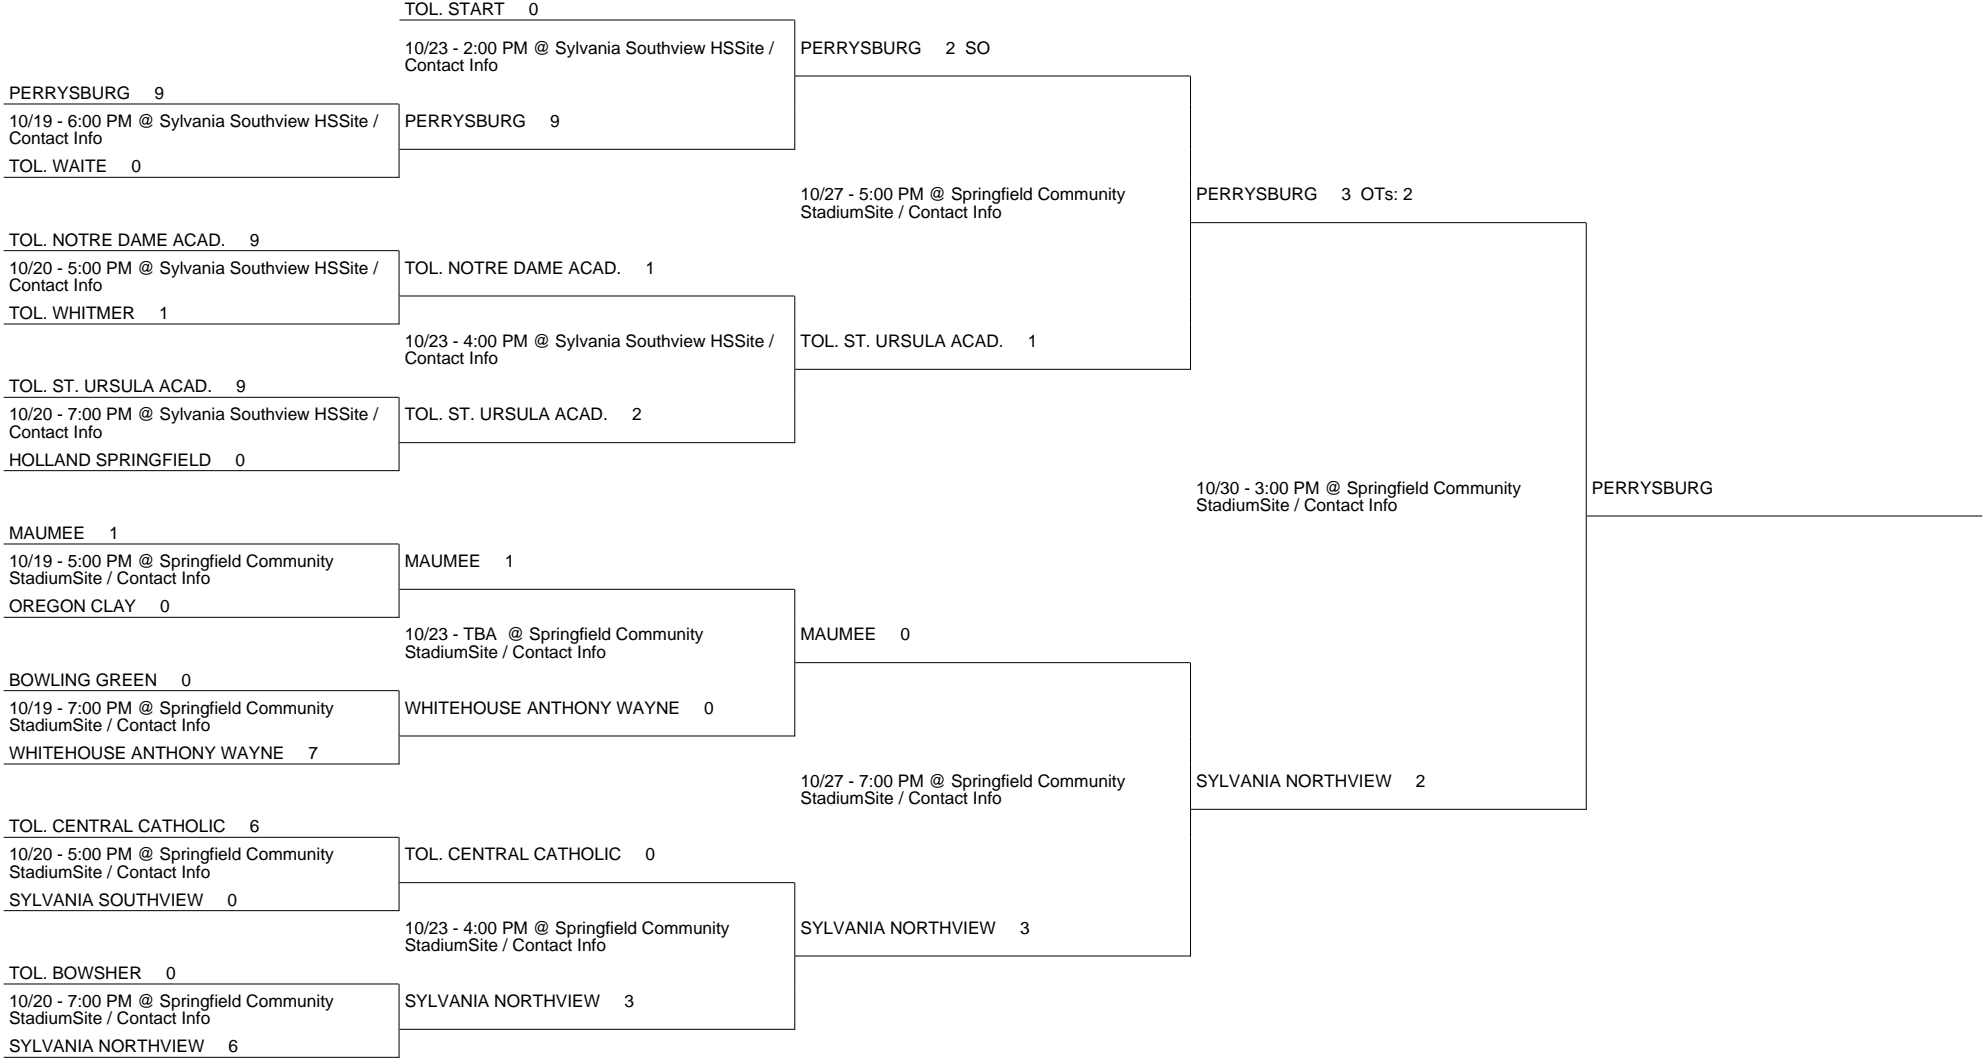 TOL. START 0
10/23 - 2:00 PM @ Sylvania Southview HSSite /
Contact Info
PERRYSBURG 2 SO
PERRYSBURG 9
10/19 - 6:00 PM @ Sylvania Southview HSSite /
Contact Info
PERRYSBURG 9
TOL. WAITE 0
10/27 - 5:00 PM @ Springfield Community
StadiumSite / Contact Info
PERRYSBURG 3 OTs: 2
TOL. NOTRE DAME ACAD. 9
10/20 - 5:00 PM @ Sylvania Southview HSSite /
Contact Info
TOL. NOTRE DAME ACAD. 1
TOL. WHITMER 1
10/23 - 4:00 PM @ Sylvania Southview HSSite /
Contact Info
TOL. ST. URSULA ACAD. 1
TOL. ST. URSULA ACAD. 9
10/20 - 7:00 PM @ Sylvania Southview HSSite /
Contact Info
TOL. ST. URSULA ACAD. 2
HOLLAND SPRINGFIELD 0
10/30 - 3:00 PM @ Springfield Community
StadiumSite / Contact Info
PERRYSBURG
MAUMEE 1
10/19 - 5:00 PM @ Springfield Community
StadiumSite / Contact Info
MAUMEE 1
OREGON CLAY 0
10/23 - TBA @ Springfield Community
StadiumSite / Contact Info
MAUMEE 0
BOWLING GREEN 0
10/19 - 7:00 PM @ Springfield Community
StadiumSite / Contact Info
WHITEHOUSE ANTHONY WAYNE 0
WHITEHOUSE ANTHONY WAYNE 7
10/27 - 7:00 PM @ Springfield Community
StadiumSite / Contact Info
SYLVANIA NORTHVIEW 2
TOL. CENTRAL CATHOLIC 6
10/20 - 5:00 PM @ Springfield Community
StadiumSite / Contact Info
TOL. CENTRAL CATHOLIC 0
SYLVANIA SOUTHVIEW 0
10/23 - 4:00 PM @ Springfield Community
StadiumSite / Contact Info
SYLVANIA NORTHVIEW 3
TOL. BOWSHER 0
10/20 - 7:00 PM @ Springfield Community
StadiumSite / Contact Info
SYLVANIA NORTHVIEW 3
SYLVANIA NORTHVIEW 6